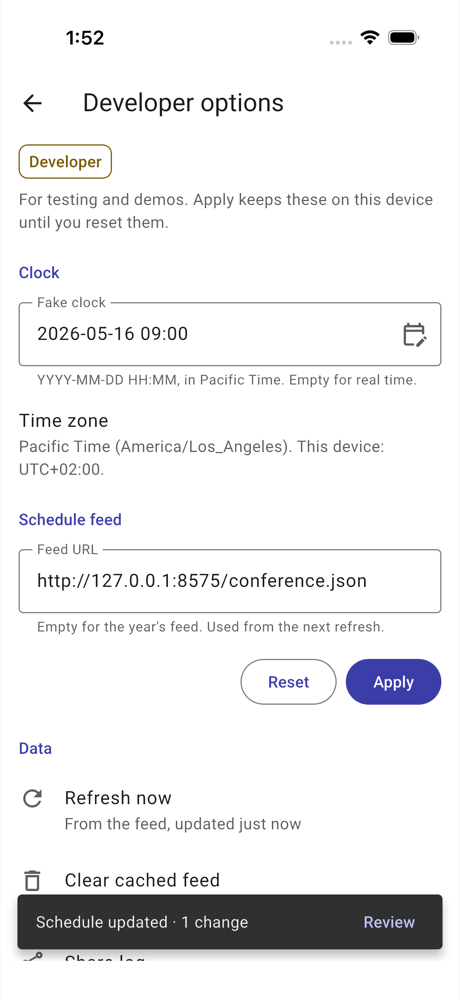 1:52
Developer options
Developer
For testing and demos. Apply keeps these on this device
until you reset them.
Clock
Fake clock
2026-05-16 09:00
YYYY-MM-DD HH:MM, in Pacific Time. Empty for real time.
Time zone
Pacific Time (America/Los_Angeles). This device:
UTC+02:00.
Schedule feed
Feed URL
http://127.0.0.1:8575/conference.json
Empty for the year's feed. Used from the next refresh.
Reset
Apply
Data
Refresh now
From the feed, updated just now
Clear cached feed
Schedule updated · 1 change
Review
Share log